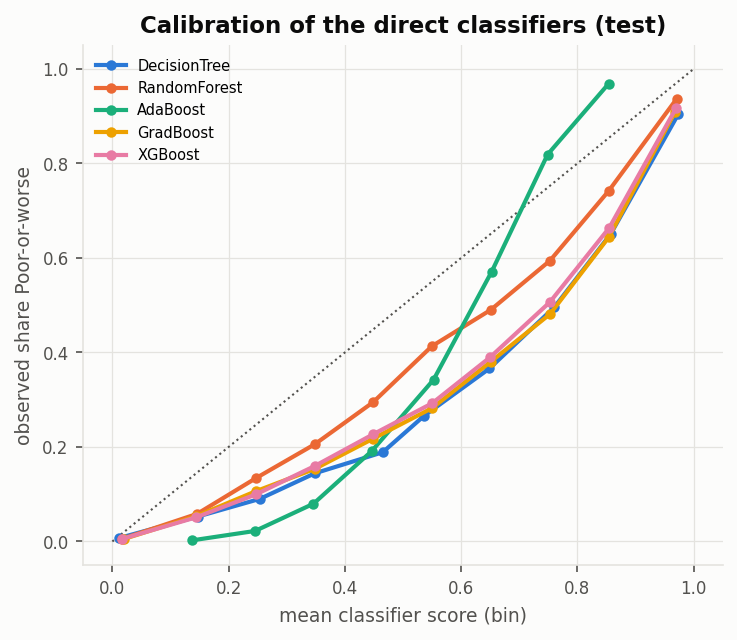 Calibration of the direct classifiers (test)
DecisionTree
RandomForest
AdaBoost
GradBoost
XGBoost
observed share Poor-or-worse
1.0
0.8
0.6
0.4
0.2
0.0
0.0 0.2 0.4 0.6 0.8 1.0
mean classifier score (bin)